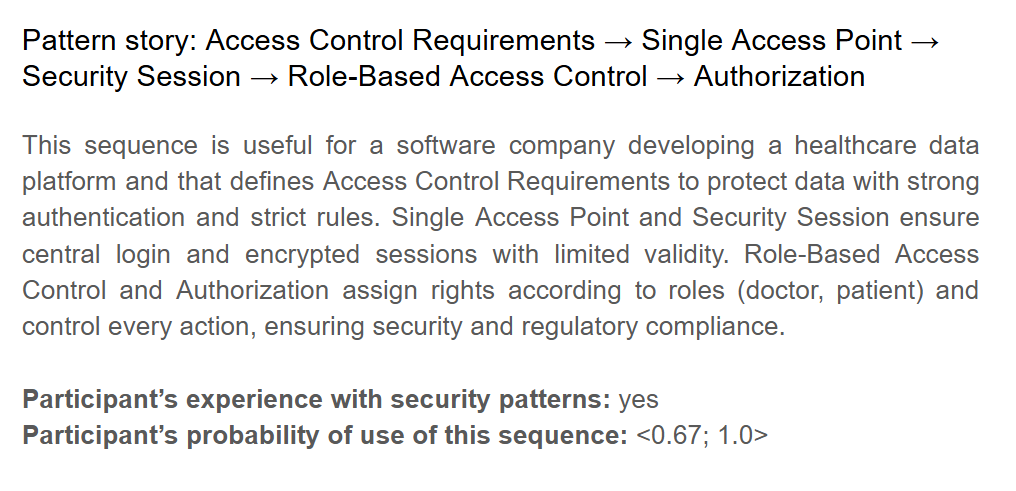 Pattern story: Access Control Requirements → Single Access Point →
Security Session → Role-Based Access Control → Authorization
This sequence is useful for a software company developing a healthcare data
platform and that defines Access Control Requirements to protect data with strong
authentication and strict rules. Single Access Point and Security Session ensure
central login and encrypted sessions with limited validity. Role-Based Access
Control and Authorization assign rights according to roles (doctor, patient) and
control every action, ensuring security and regulatory compliance.
Participant’s experience with security patterns: yes
Participant’s probability of use of this sequence: <0.67; 1.0>